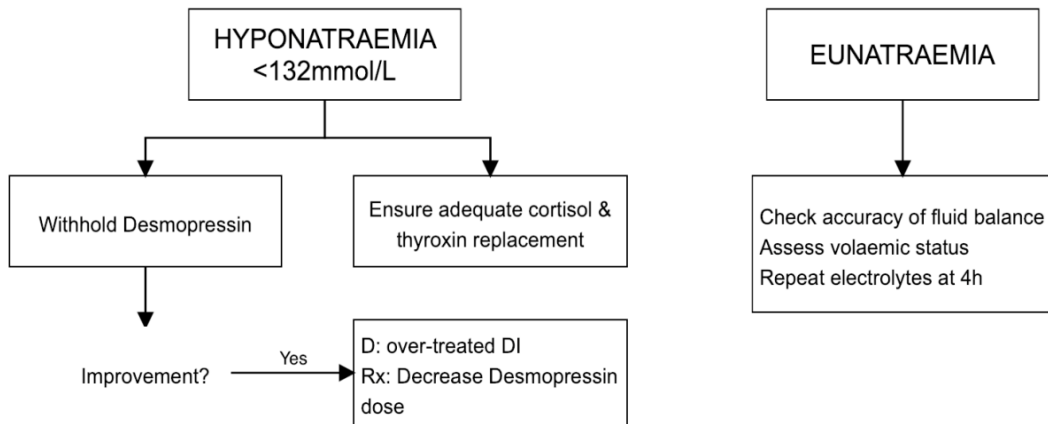 HYPONATRAEMIA
<132mmol/L
EUNATRAEMIA
Withhold Desmopressin
Ensure adequate cortisol &
thyroxin replacement
Check accuracy of fluid balance
Assess volaemic status
Repeat electrolytes at 4h
Improvement?
Yes
D: over-treated DI
Rx: Decrease Desmopressin
dose